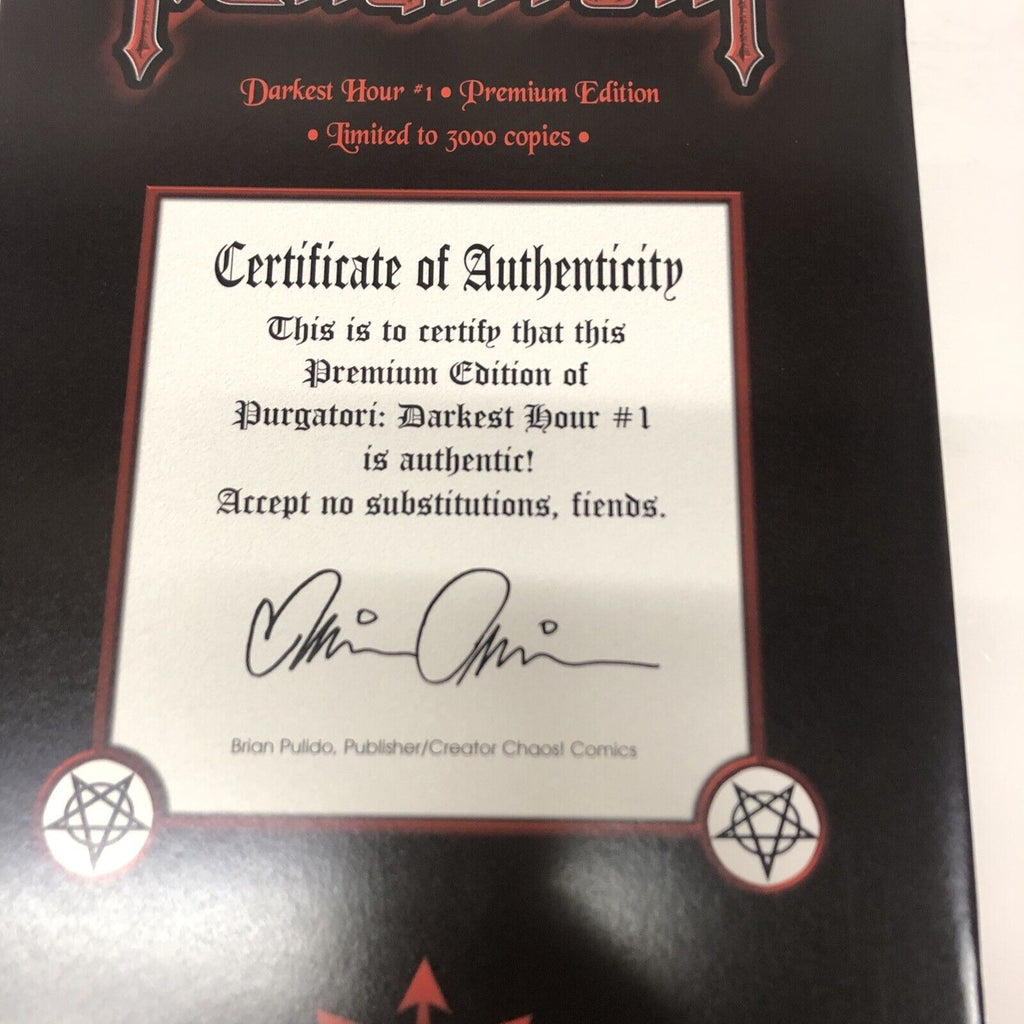 Darkest Hour #1 • Premium Edition
• Limited to 3000 copies •
Certificate of Authenticity
This is to certify that this
Premium Edition of
Purgatori: Darkest Hour #1
is authentic!
Accept no substitutions, fiends.
Brian Pulido, Publisher/Creator Chaos! Comics